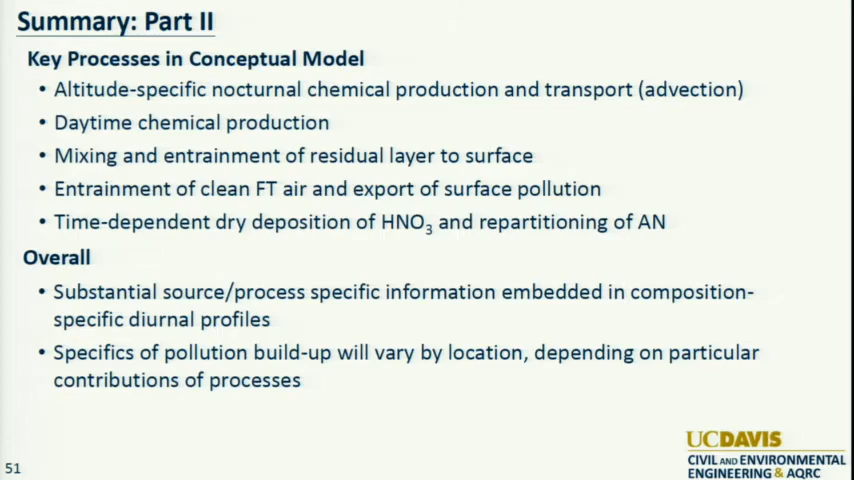 Summary: Part II
Key Processes in Conceptual Model
• Altitude-specific nocturnal chemical production and transport (advection)
• Daytime chemical production
• Mixing and entrainment of residual layer to surface
• Entrainment of clean FT air and export of surface pollution
• Time-dependent dry deposition of HNO₃ and repartitioning of AN
Overall
• Substantial source/process specific information embedded in composition-
specific diurnal profiles
• Specifics of pollution build-up will vary by location, depending on particular
contributions of processes
UCDAVIS
CIVIL AND ENVIRONMENTAL
ENGINEERING & AQRC
51